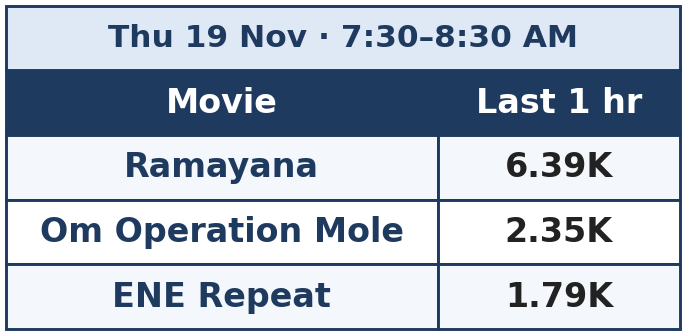 Thu 19 Nov · 7:30–8:30 AM
Movie Last 1 hr
Ramayana 6.39K
Om Operation Mole 2.35K
ENE Repeat 1.79K